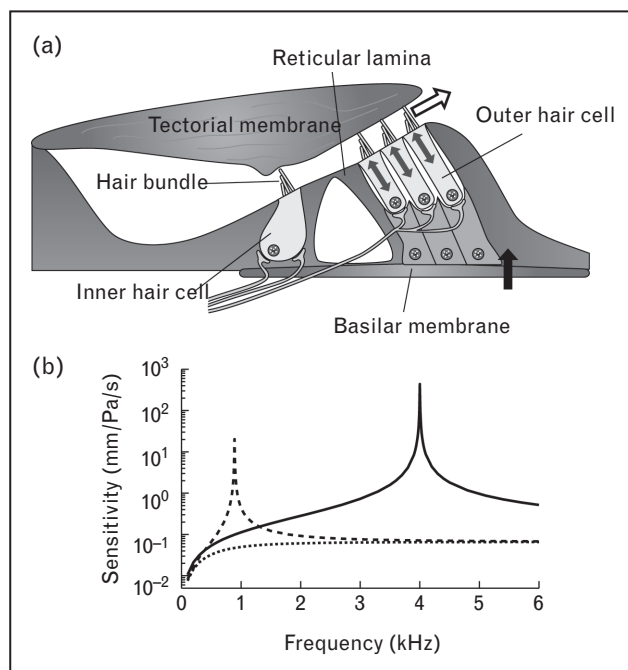 (a)
Reticular lamina
Tectorial membrane
Outer hair cell
Hair bundle
Inner hair cell
Basilar membrane
(b)
Sensitivity (mm/Pa/s)
10³
10²
10¹
10⁰
10⁻¹
10⁻²
0 1 2 3 4 5 6
Frequency (kHz)